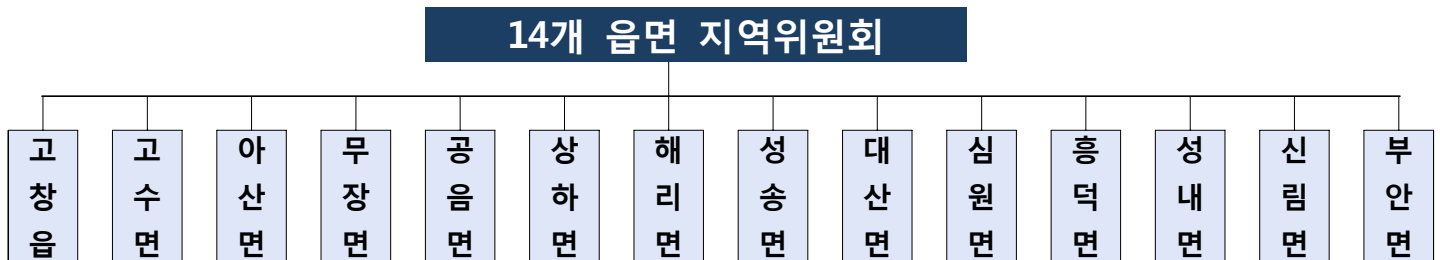 14개 읍면 지역위원회
고창읍
고수면
아산면
무장면
공음면
상하면
해리면
성송면
대산면
심원면
흥덕면
성내면
신림면
부안면